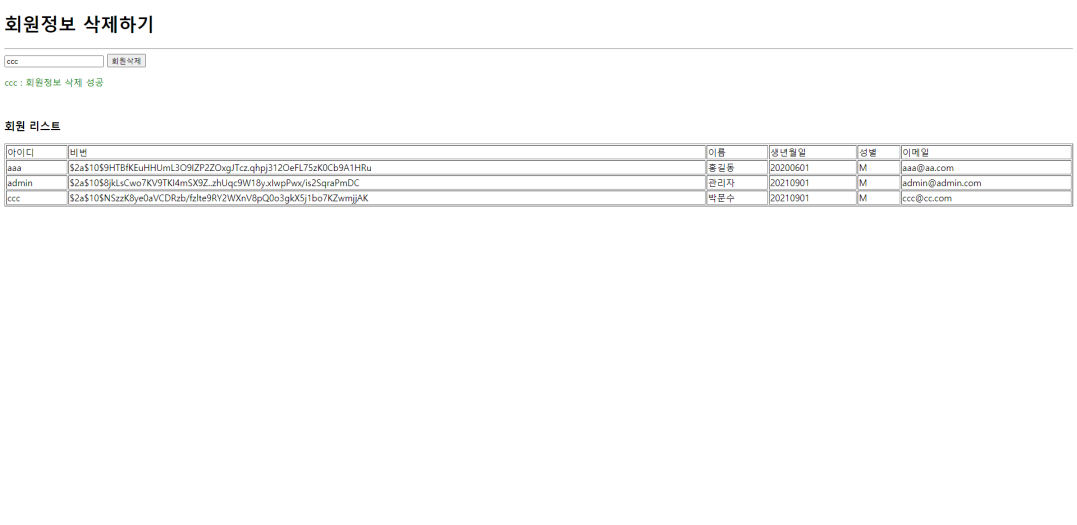 회원정보 삭제하기
ccc 회원삭제
ccc : 회원정보 삭제 성공
회원 리스트
아이디 비번 이름 생년월일 성별 이메일
aaa $2a$10$9HTBfKEuHHUmL3O9IZP2ZOxgJTcz.qhpj312OeFL75zK0Cb9A1HRu 홍길동 20200601 M aaa@aa.com
admin $2a$10$8jkLsCwo7KV9TKI4mSX9Z..zhUqc9W18y.xIwpPwx/is2SqraPmDC 관리자 20210901 M admin@admin.com
ccc $2a$10$NSzzK8ye0aVCDRzb/fzlte9RY2WXnV8pQ0o3gkX5j1bo7KZwmjjAK 박문수 20210901 M ccc@cc.com